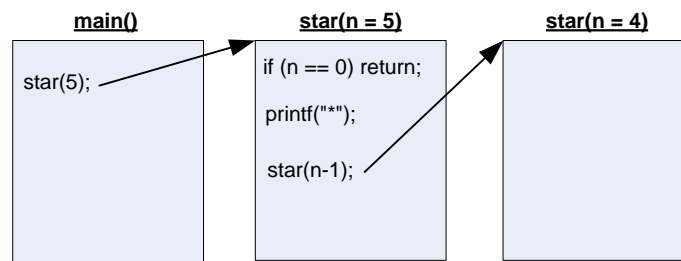 main()
star(n = 5)
star(n = 4)
star(5);
if (n == 0) return;
printf("*");
star(n-1);